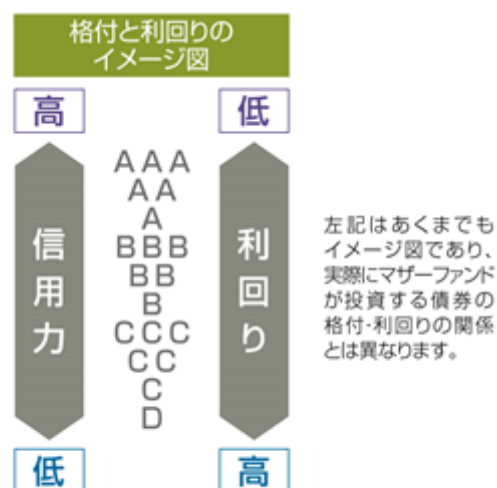 格付と利回りの
イメージ図
高
低
信用力
AAA
AA
A
BBB
BB
B
CCC
CC
C
D
利回り
低
高
左記はあくまでも
イメージ図であり、
実際にマザーファンド
が投資する債券の
格付・利回りの関係
とは異なります。